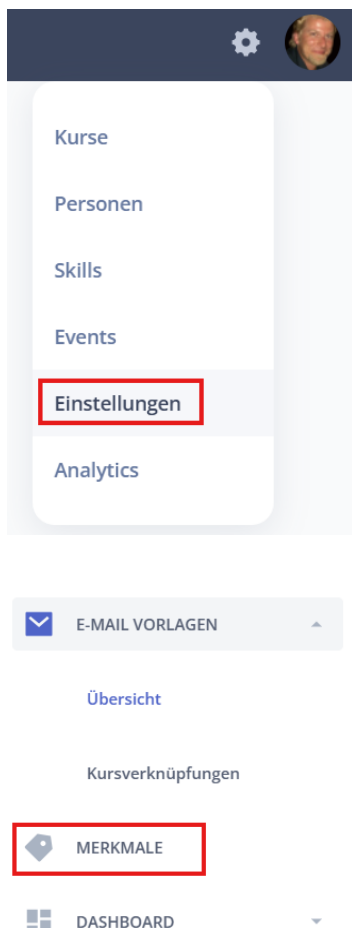 Kurse
Personen
Skills
Events
Einstellungen
Analytics
E-MAIL VORLAGEN
Übersicht
Kursverknüpfungen
MERKMALE
DASHBOARD